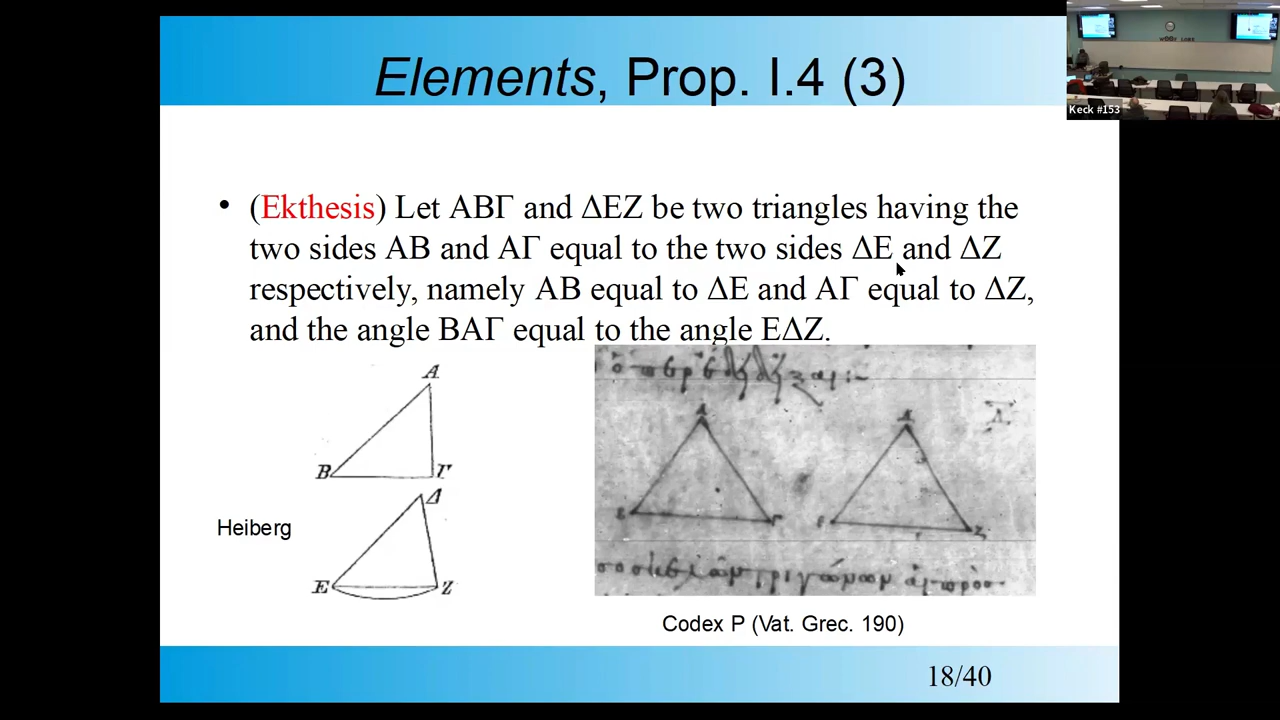 Elements, Prop. I.4 (3)
Keck #153
• (Ekthesis) Let ΑΒΓ and ΔΕΖ be two triangles having the
two sides ΑΒ and ΑΓ equal to the two sides ΔΕ and ΔΖ
respectively, namely ΑΒ equal to ΔΕ and ΑΓ equal to ΔΖ,
and the angle ΒΑΓ equal to the angle ΕΔΖ.
Α
Β Γ
Δ
Heiberg
Ε Ζ
Codex P (Vat. Grec. 190)
18/40